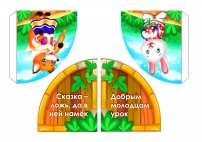 Сказка –
ложь, да в
ней намёк
Добрым
молодцам
урок